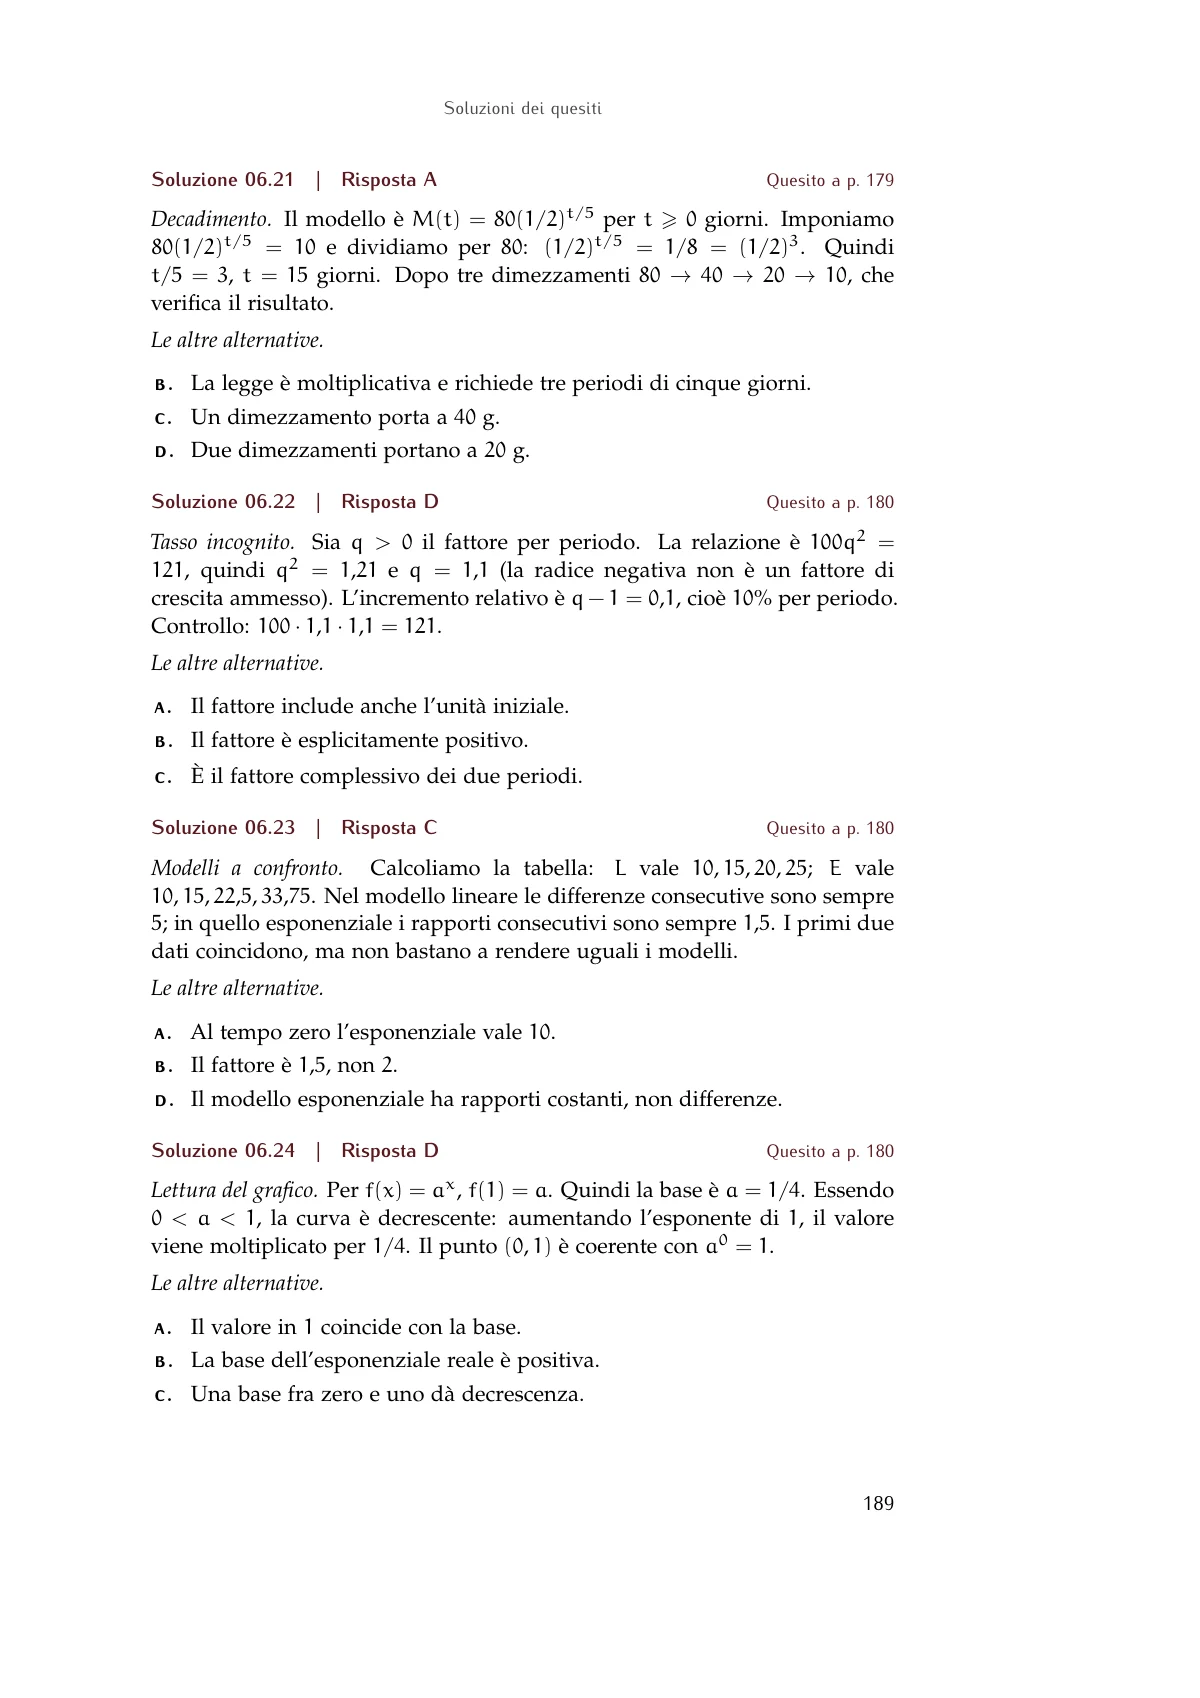 Soluzioni dei quesiti
Soluzione 06.21 | Risposta A Quesito a p. 179
Decadimento. Il modello è M(t) = 80(1/2)^{t/5} per t ⩾ 0 giorni. Imponiamo
80(1/2)^{t/5} = 10 e dividiamo per 80: (1/2)^{t/5} = 1/8 = (1/2)^3. Quindi
t/5 = 3, t = 15 giorni. Dopo tre dimezzamenti 80 → 40 → 20 → 10, che
verifica il risultato.
Le altre alternative.
B. La legge è moltiplicativa e richiede tre periodi di cinque giorni.
C. Un dimezzamento porta a 40 g.
D. Due dimezzamenti portano a 20 g.
Soluzione 06.22 | Risposta D Quesito a p. 180
Tasso incognito. Sia q > 0 il fattore per periodo. La relazione è 100q^2 =
121, quindi q^2 = 1,21 e q = 1,1 (la radice negativa non è un fattore di
crescita ammesso). L'incremento relativo è q − 1 = 0,1, cioè 10% per periodo.
Controllo: 100 · 1,1 · 1,1 = 121.
Le altre alternative.
A. Il fattore include anche l'unità iniziale.
B. Il fattore è esplicitamente positivo.
C. È il fattore complessivo dei due periodi.
Soluzione 06.23 | Risposta C Quesito a p. 180
Modelli a confronto. Calcoliamo la tabella: L vale 10, 15, 20, 25; E vale
10, 15, 22,5, 33,75. Nel modello lineare le differenze consecutive sono sempre
5; in quello esponenziale i rapporti consecutivi sono sempre 1,5. I primi due
dati coincidono, ma non bastano a rendere uguali i modelli.
Le altre alternative.
A. Al tempo zero l'esponenziale vale 10.
B. Il fattore è 1,5, non 2.
D. Il modello esponenziale ha rapporti costanti, non differenze.
Soluzione 06.24 | Risposta D Quesito a p. 180
Lettura del grafico. Per f(x) = a^x, f(1) = a. Quindi la base è a = 1/4. Essendo
0 < a < 1, la curva è decrescente: aumentando l'esponente di 1, il valore
viene moltiplicato per 1/4. Il punto (0, 1) è coerente con a^0 = 1.
Le altre alternative.
A. Il valore in 1 coincide con la base.
B. La base dell'esponenziale reale è positiva.
C. Una base fra zero e uno dà decrescenza.
189